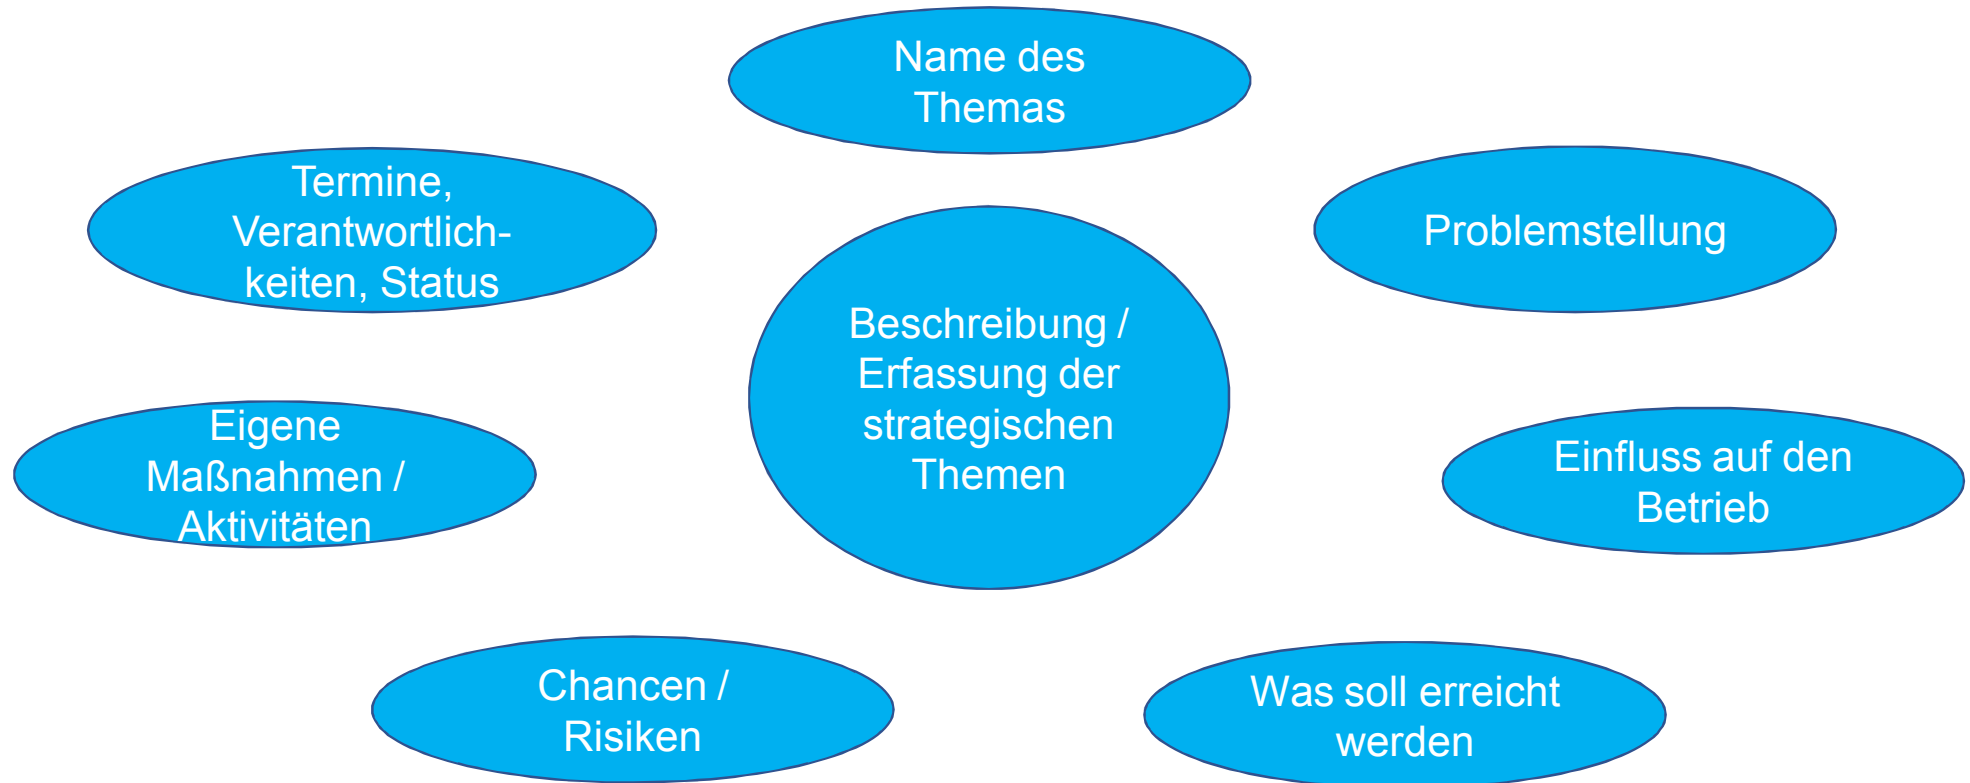 Name des
Themas
Termine,
Verantwortlich-
keiten, Status
Problemstellung
Beschreibung /
Erfassung der
strategischen
Themen
Eigene
Maßnahmen /
Aktivitäten
Einfluss auf den
Betrieb
Chancen /
Risiken
Was soll erreicht
werden